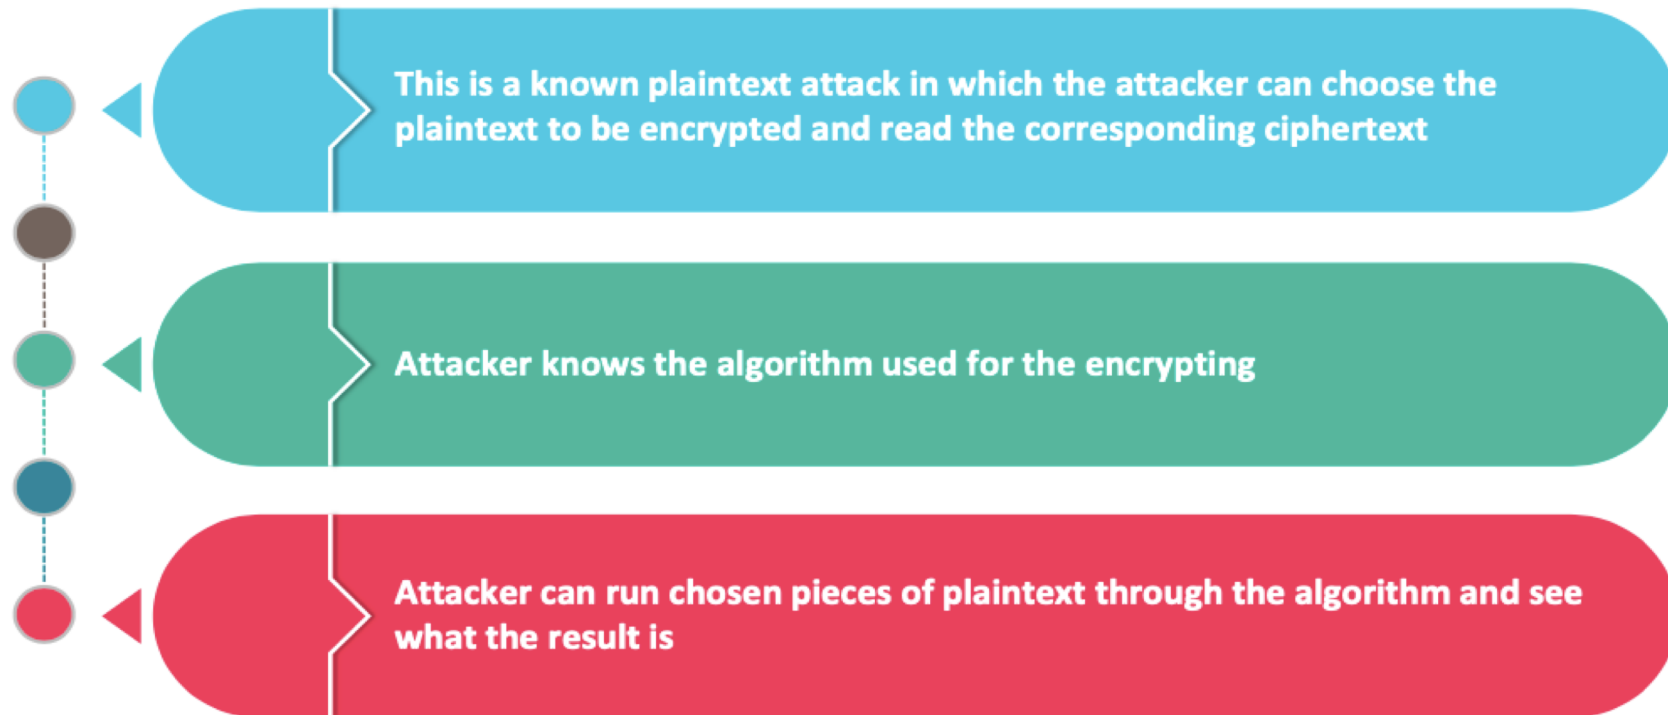 This is a known plaintext attack in which the attacker can choose the
plaintext to be encrypted and read the corresponding ciphertext
Attacker knows the algorithm used for the encrypting
Attacker can run chosen pieces of plaintext through the algorithm and see
what the result is